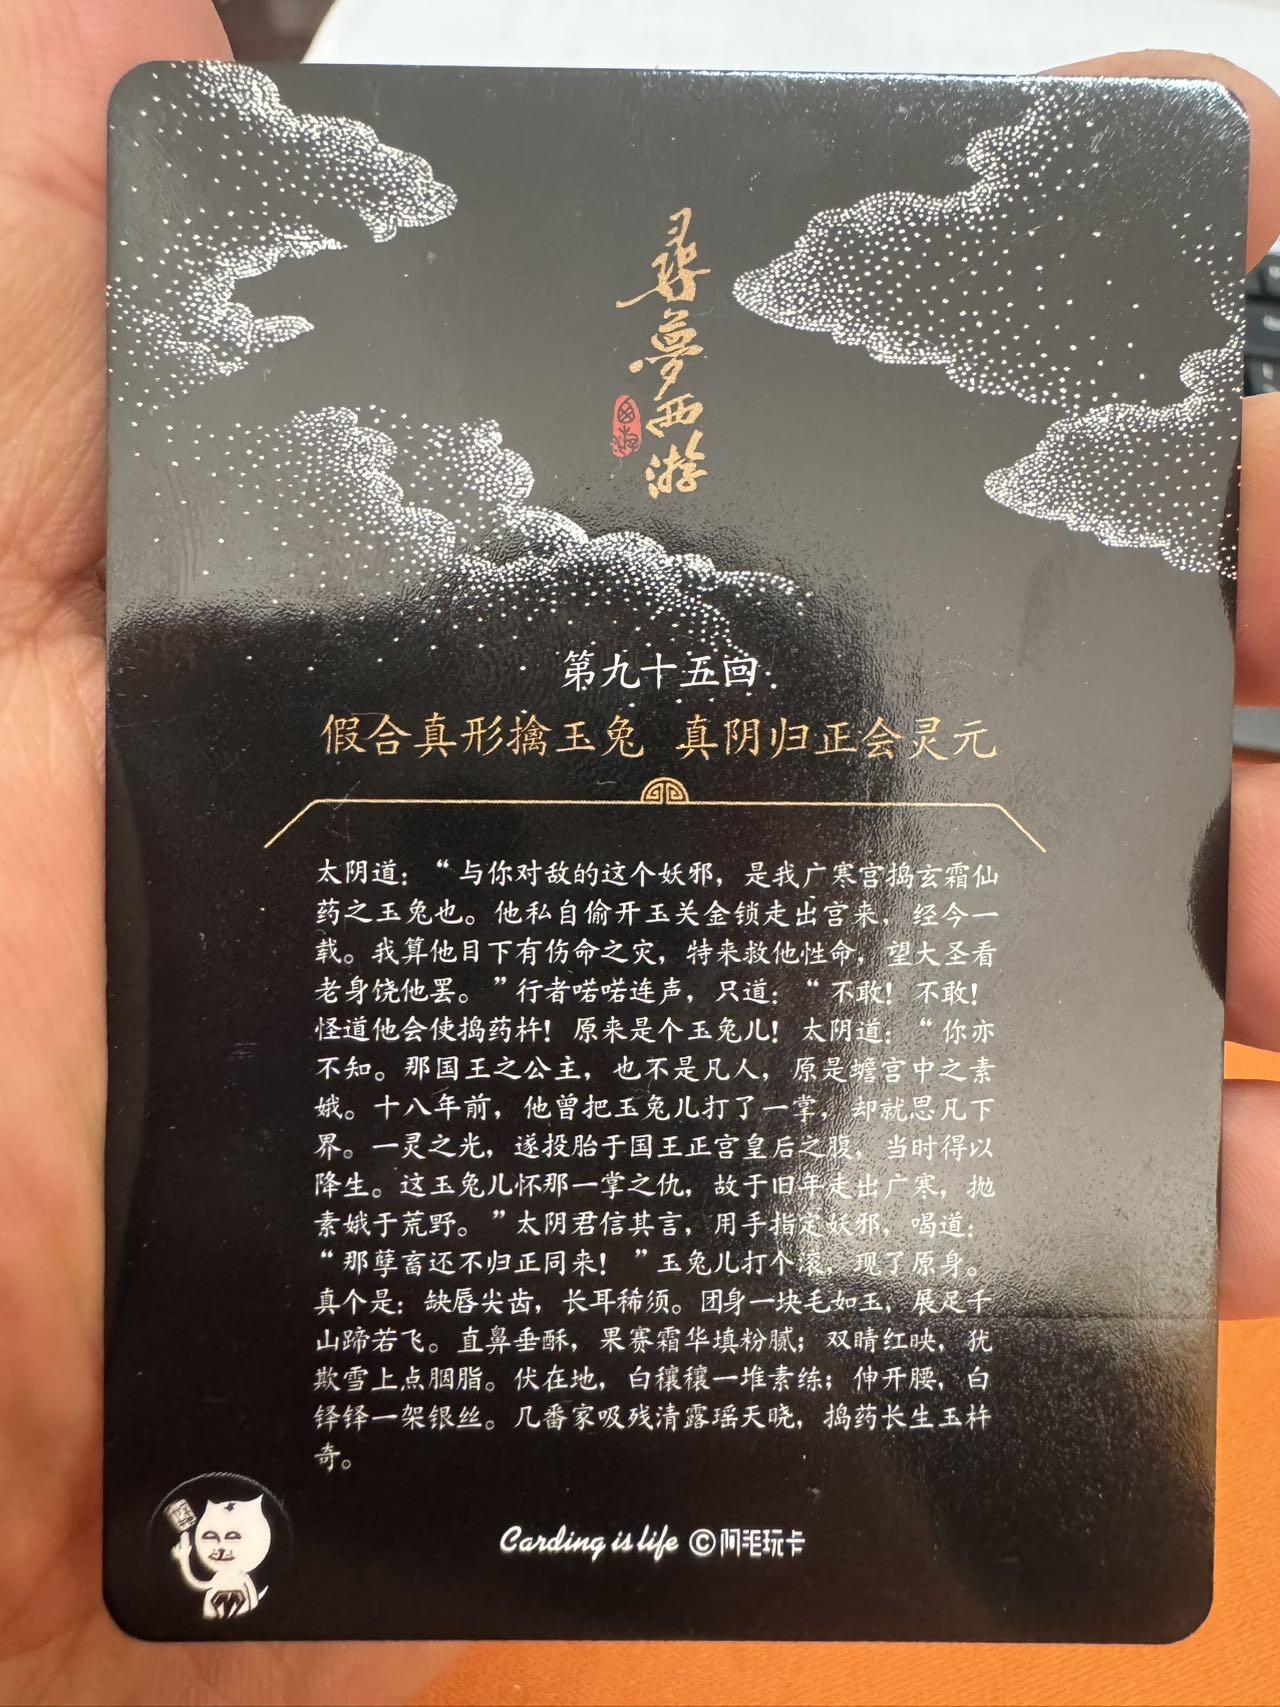 尋夢西游
西游
第九十五回
假合真形擒玉兔 真阴归正会灵元
太阴道：“与你对敌的这个妖邪，是我广寒宫捣玄霜仙
药之玉兔也。他私自偷开玉关金锁走出宫来，经今一
载。我算他目下有伤命之灾，特来救他性命，望大圣看
老身饶他罢。”行者喏喏连声，只道：“不敢！不敢！
怪道他会使捣药杵！原来是个玉兔儿！太阴道：“你亦
不知。那国王之公主，也不是凡人，原是蟾宫中之素
娥。十八年前，他曾把玉兔儿打了一掌，却就思凡下
界。一灵之光，遂投胎于国王正宫皇后之腹，当时得以
降生。这玉兔儿怀那一掌之仇，故于旧年走出广寒，抛
素娥于荒野。”太阴君信其言，用手指定妖邪，喝道：
“那孽畜还不归正同来！”玉兔儿打个滚，现了原身。
真个是：缺唇尖齿，长耳稀须。团身一块毛如玉，展足千
山蹄若飞。直鼻垂酥，果赛霜华填粉腻；双睛红映，犹
欺雪上点胭脂。伏在地，白穰穰一堆素练；伸开腰，白
铎铎一架银丝。几番家吸残清露瑶天晓，捣药长生玉杵
奇。
Carding is life ©阿毛玩卡